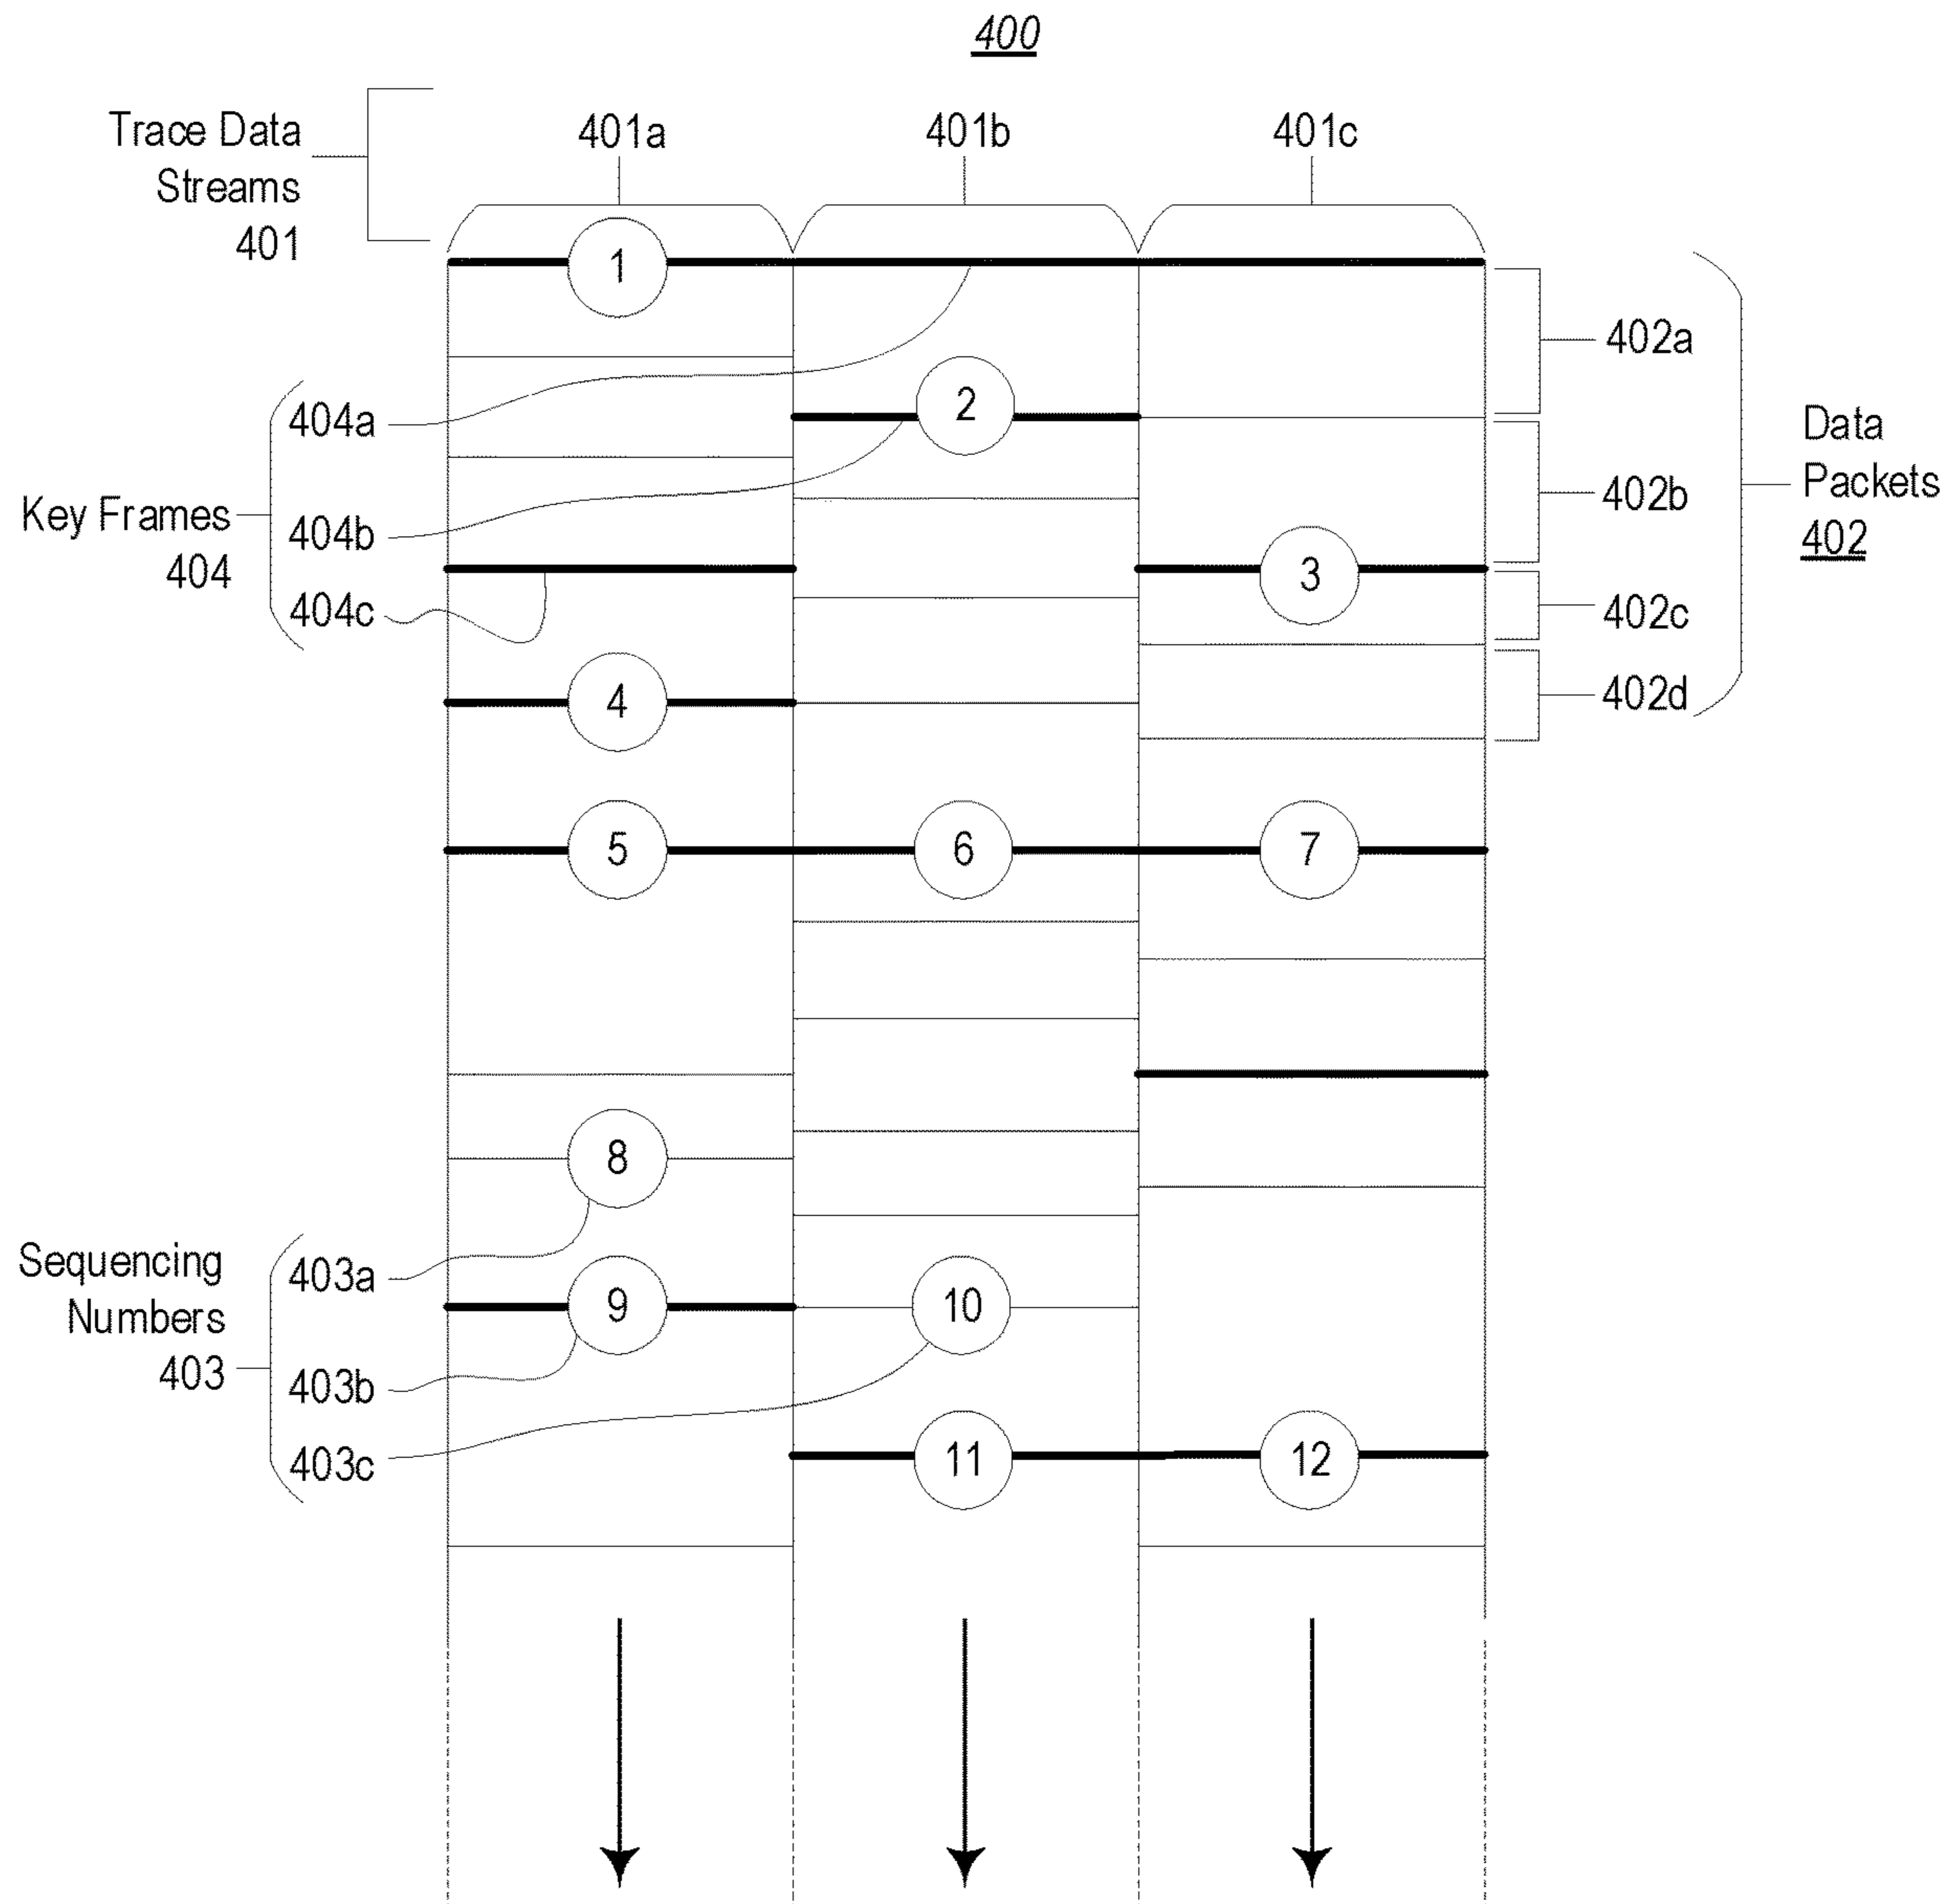 400
Trace Data
Streams
401
401a
401b
401c
1
402a
2
404a
Data
Packets
402
402b
Key Frames
404
404b
3
404c
402c
4
402d
5
6
7
8
Sequencing
Numbers
403
403a
9
10
403b
403c
11
12